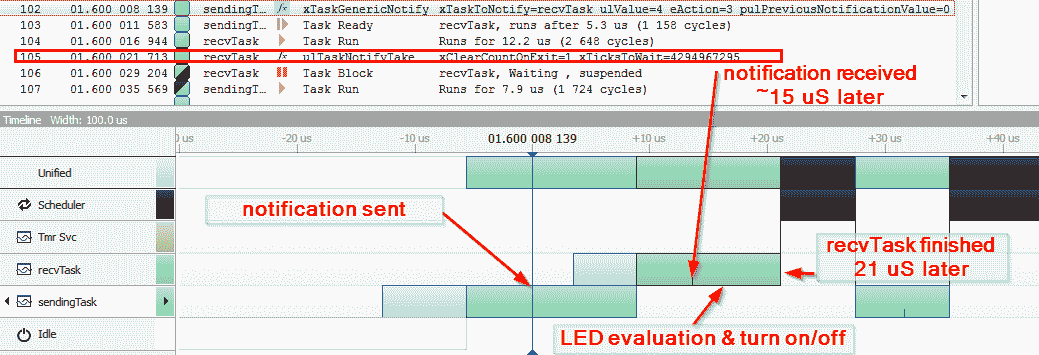 102 01.600 008 139 sendingT... fx xTaskGenericNotify xTaskToNotify=recvTask ulValue=4 eAction=3 pulPreviousNotificationValue=0
103 01.600 011 583 sendingT... Task Ready recvTask, runs after 5.3 us (1 158 cycles)
104 01.600 016 944 recvTask Task Run Runs for 12.2 us (2 648 cycles)
105 01.600 021 713 recvTask fx ulTaskNotifyTake xClearCountOnExit=1 xTicksToWait=4294967295
106 01.600 029 204 recvTask Task Block recvTask, Waiting , suspended
107 01.600 035 569 sendingT... Task Run Runs for 7.9 us (1 724 cycles)
notification received
~15 uS later
Timeline Width: 100.0 us
0 us -20 us -10 us 01.600 008 139 +10 us +20 us +30 us +40 us
Unified
Scheduler
notification sent
Tmr Svc
recvTask
recvTask finished
21 uS later
sendingTask
Idle
LED evaluation & turn on/off